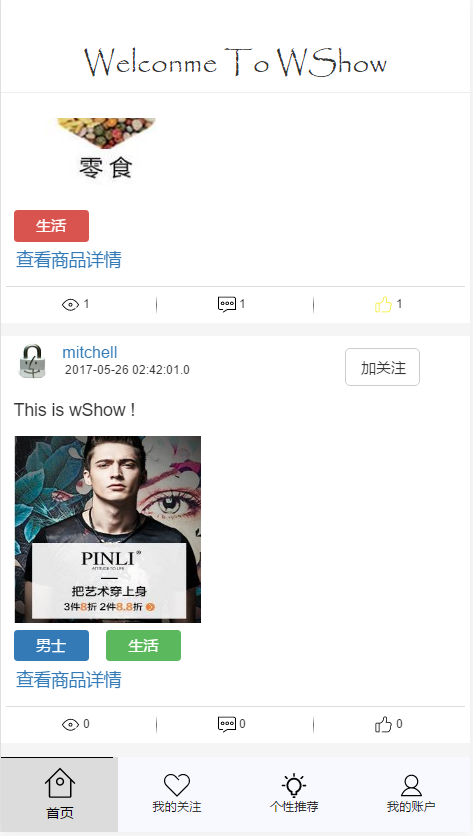 Welconme To WShow
零食
生活
查看商品详情
1 1 1
mitchell
2017-05-26 02:42:01.0
加关注
This is wShow !
PINLI®
ATTITUDE TO LIFE
把艺术穿上身
3件8折 2件8.8折
男士 生活
查看商品详情
0 0 0
首页 我的关注 个性推荐 我的账户